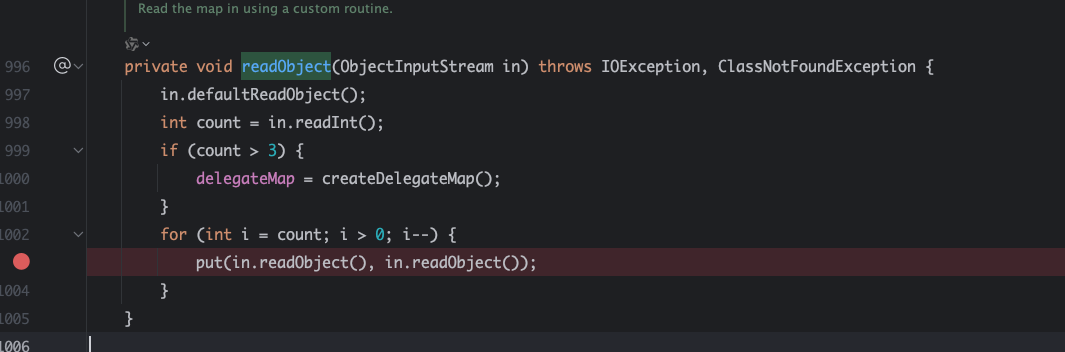 Read the map in using a custom routine.
996 @ private void readObject(ObjectInputStream in) throws IOException, ClassNotFoundException {
997 in.defaultReadObject();
998 int count = in.readInt();
999 if (count > 3) {
1000 delegateMap = createDelegateMap();
1001 }
1002 for (int i = count; i > 0; i--) {
put(in.readObject(), in.readObject());
1004 }
1005 }
1006